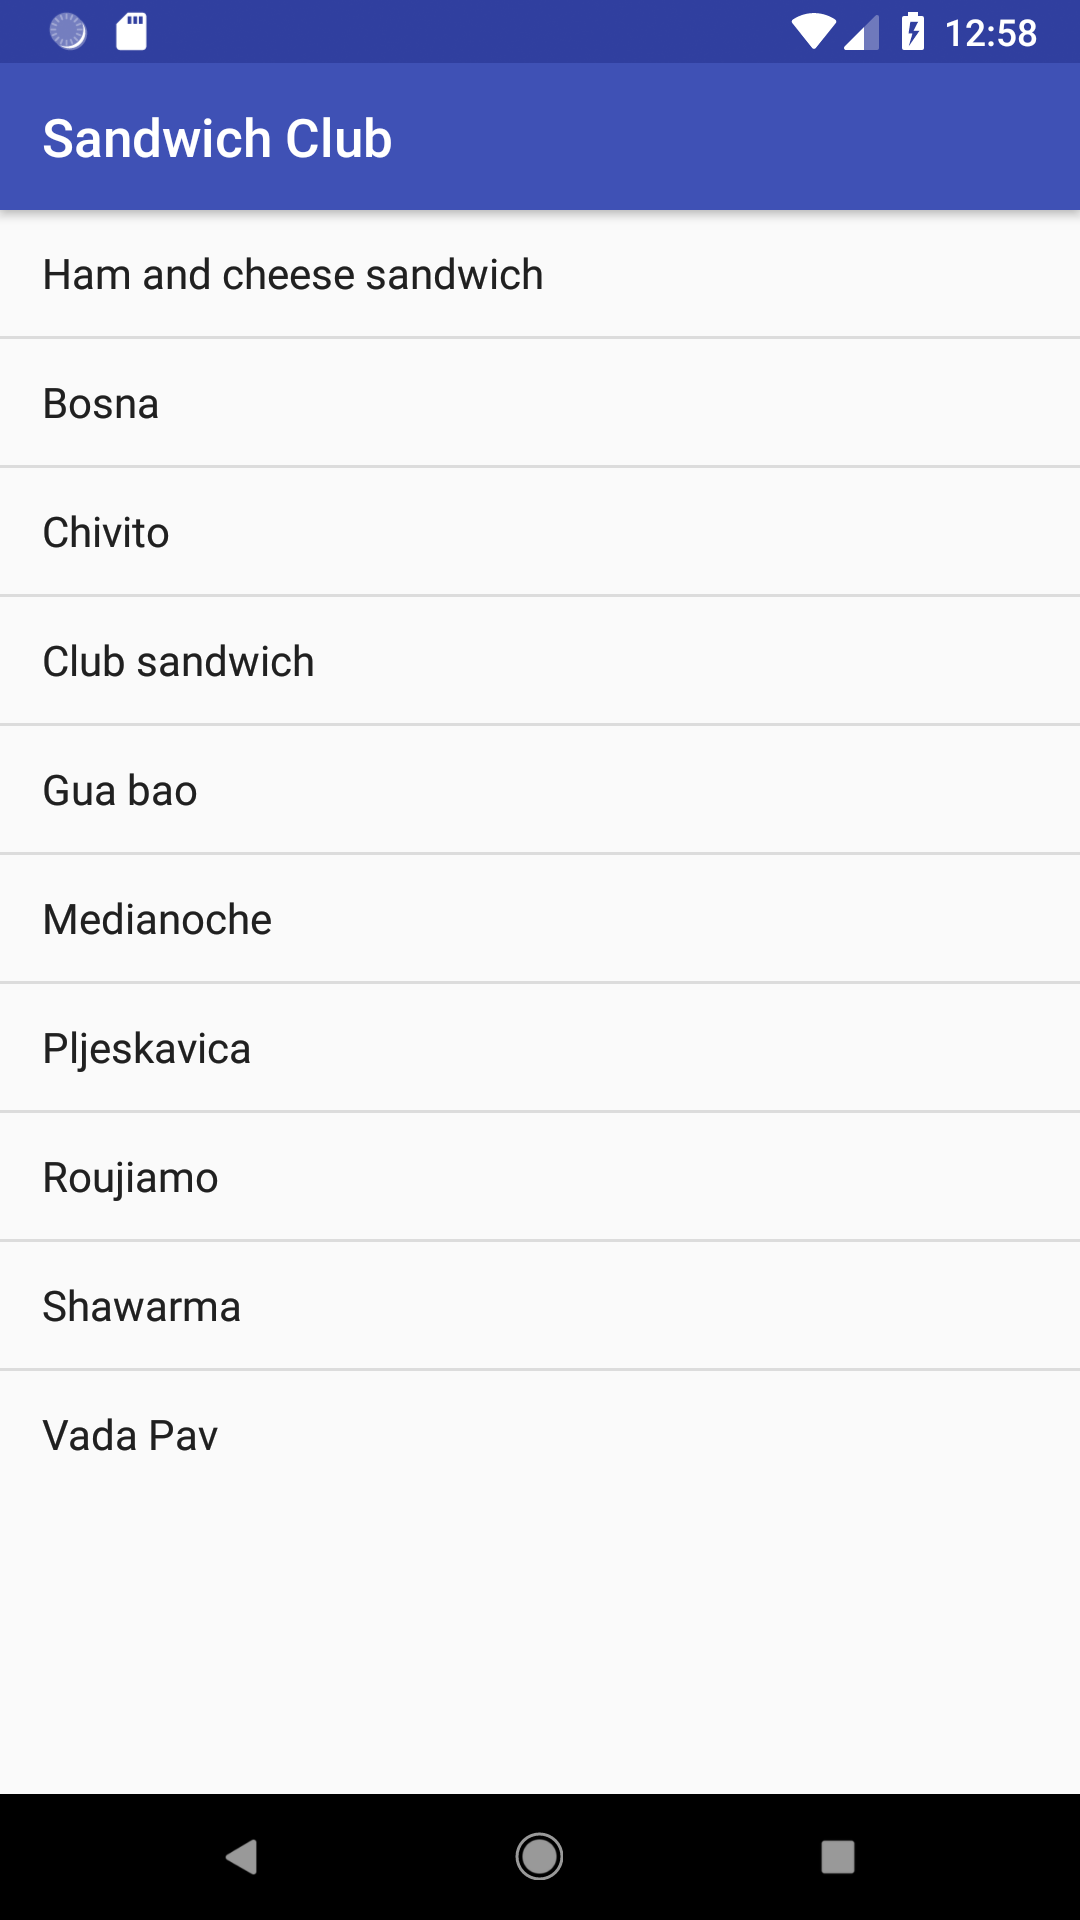 12:58
Sandwich Club
Ham and cheese sandwich
Bosna
Chivito
Club sandwich
Gua bao
Medianoche
Pljeskavica
Roujiamo
Shawarma
Vada Pav